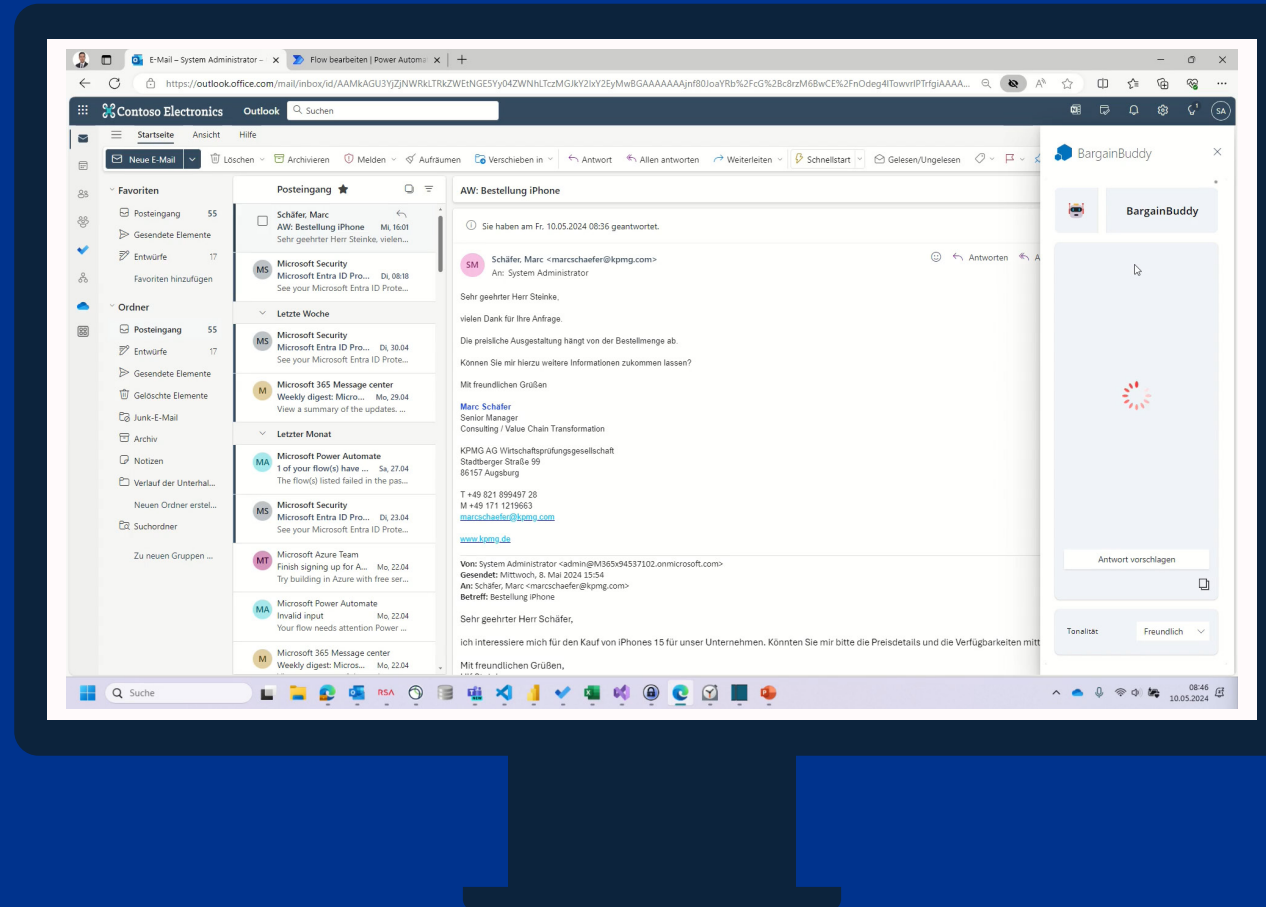 E-Mail – System Administrator –
Flow bearbeiten | Power Automa
https://outlook.office.com/mail/inbox/id/
Contoso Electronics
Outlook
Suchen
SA
Startseite
Ansicht
Hilfe
Neue E-Mail
Löschen
Archivieren
Melden
Aufräumen
Verschieben in
Antwort
Allen antworten
Weiterleiten
Schnellstart
Gelesen/Ungelesen
Favoriten
Posteingang 55
Gesendete Elemente
Entwürfe 17
Favoriten hinzufügen
Ordner
Posteingang 55
Entwürfe 17
Gesendete Elemente
Gelöschte Elemente
Junk-E-Mail
Archiv
Notizen
Verlauf der Unterhal...
Neuen Ordner erstel...
Suchordner
Zu neuen Gruppen ...
Posteingang
Schäfer, Marc
AW: Bestellung iPhone Mi, 16:01
Sehr geehrter Herr Steinke, vielen...
MS
Microsoft Security
Microsoft Entra ID Pro... Di, 08:18
See your Microsoft Entra ID Prote...
Letzte Woche
MS
Microsoft Security
Microsoft Entra ID Pro... Di, 30.04
See your Microsoft Entra ID Prote...
M
Microsoft 365 Message center
Weekly digest: Micro... Mo, 29.04
View a summary of the updates. ...
Letzter Monat
MA
Microsoft Power Automate
1 of your flow(s) have ... Sa, 27.04
The flow(s) listed failed in the pas...
MS
Microsoft Security
Microsoft Entra ID Pro... Di, 23.04
See your Microsoft Entra ID Prote...
MT
Microsoft Azure Team
Finish signing up for A... Mo, 22.04
Try building in Azure with free ser...
MA
Microsoft Power Automate
Invalid input Mo, 22.04
Your flow needs attention Power ...
M
Microsoft 365 Message center
Weekly digest: Micros... Mo, 22.04
AW: Bestellung iPhone
Sie haben am Fr. 10.05.2024 08:36 geantwortet.
SM
Schäfer, Marc <marcschaefer@kpmg.com>
An: System Administrator
Antworten
A
Sehr geehrter Herr Steinke,
vielen Dank für Ihre Anfrage.
Die preisliche Ausgestaltung hängt von der Bestellmenge ab.
Können Sie mir hierzu weitere Informationen zukommen lassen?
Mit freundlichen Grüßen
Marc Schäfer
Senior Manager
Consulting / Value Chain Transformation
KPMG AG Wirtschaftsprüfungsgesellschaft
Stadtberger Straße 99
86157 Augsburg
T +49 821 899497 28
M +49 171 1219663
marcschaefer@kpmg.com
www.kpmg.de
Von: System Administrator <admin@M365x94537102.onmicrosoft.com>
Gesendet: Mittwoch, 8. Mai 2024 15:54
An: Schäfer, Marc <marcschaefer@kpmg.com>
Betreff: Bestellung iPhone
Sehr geehrter Herr Schäfer,
ich interessiere mich für den Kauf von iPhones 15 für unser Unternehmen. Könnten Sie mir bitte die Preisdetails und die Verfügbarkeiten mitt
Mit freundlichen Grüßen,
BargainBuddy
BargainBuddy
Antwort vorschlagen
Tonalität
Freundlich
Suche
RSA
08:46
10.05.2024